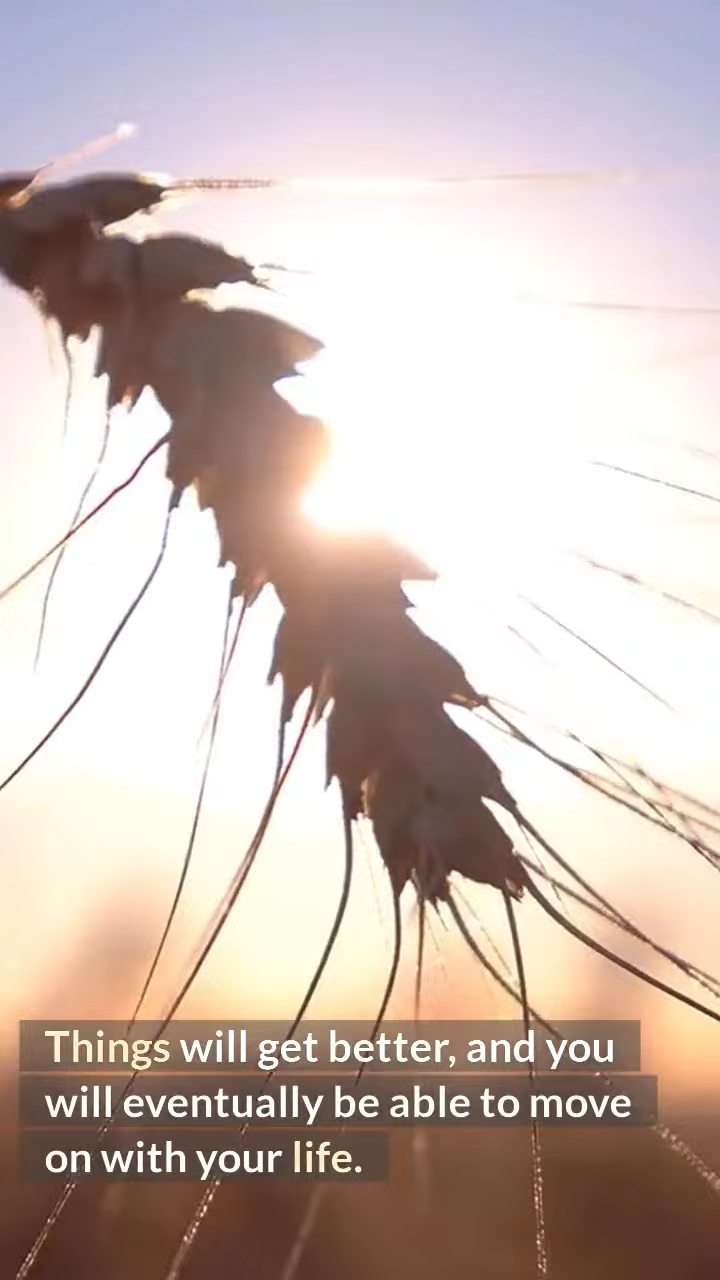 Things will get better, and you
will eventually be able to move
on with your life.